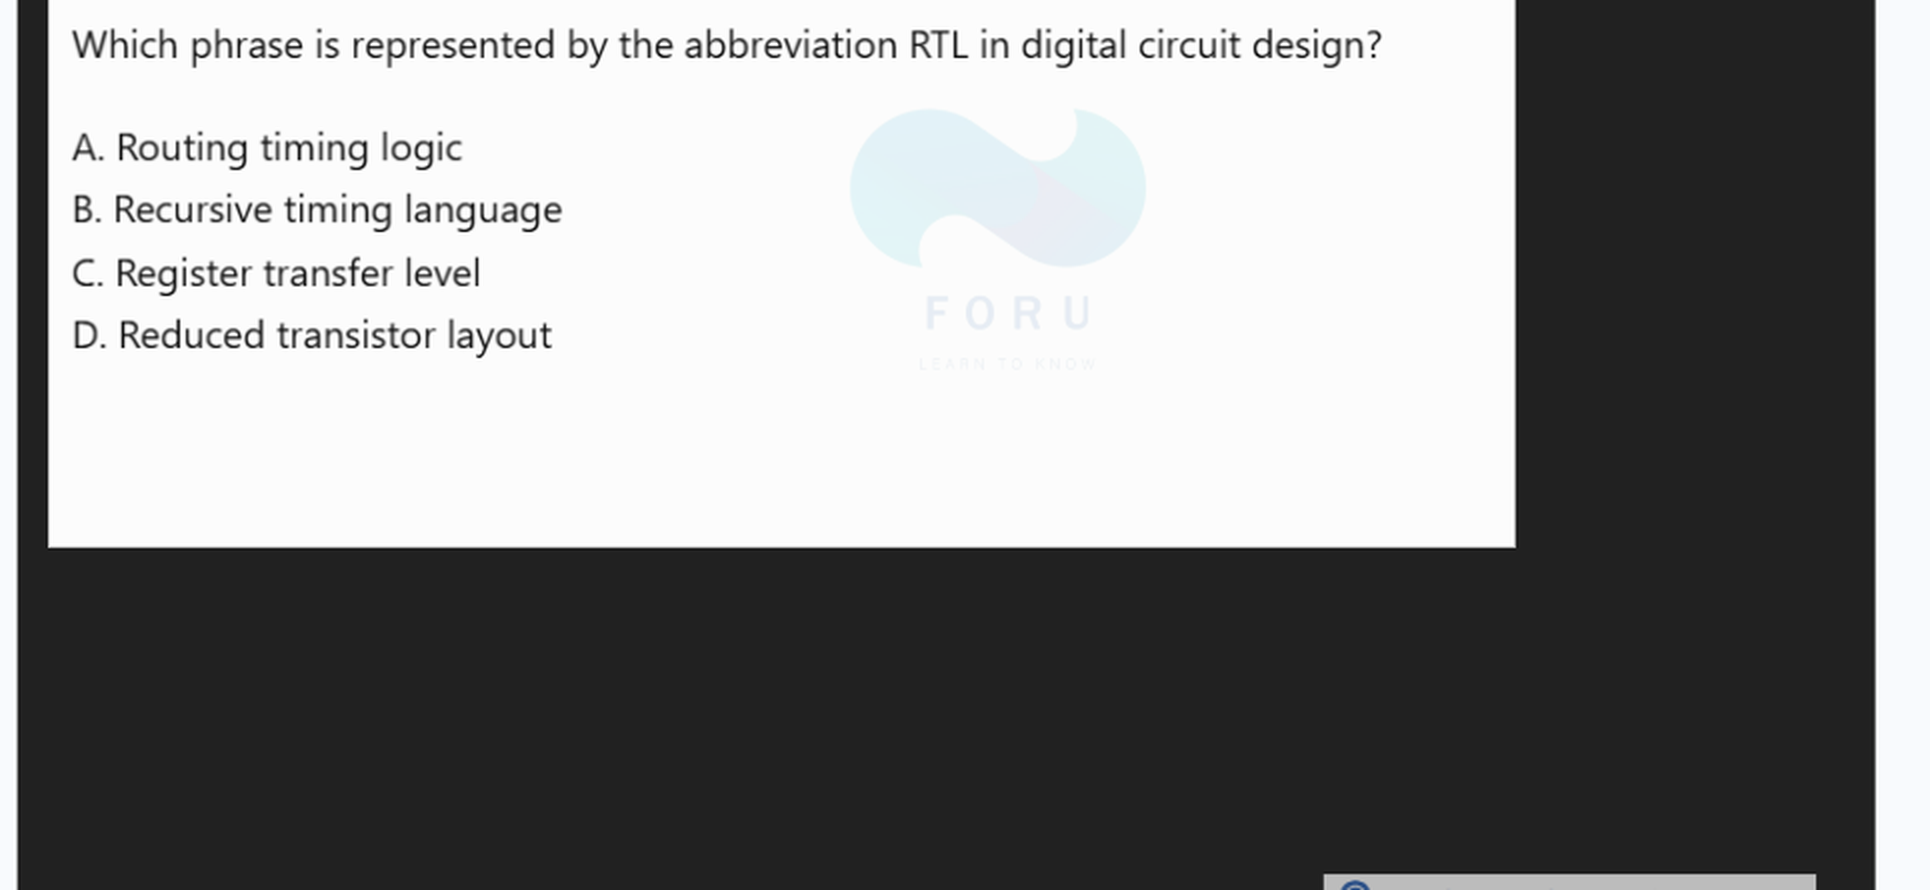 Which phrase is represented by the abbreviation RTL in digital circuit design?
A. Routing timing logic
B. Recursive timing language
C. Register transfer level
D. Reduced transistor layout
FORU
LEARN TO KNOW